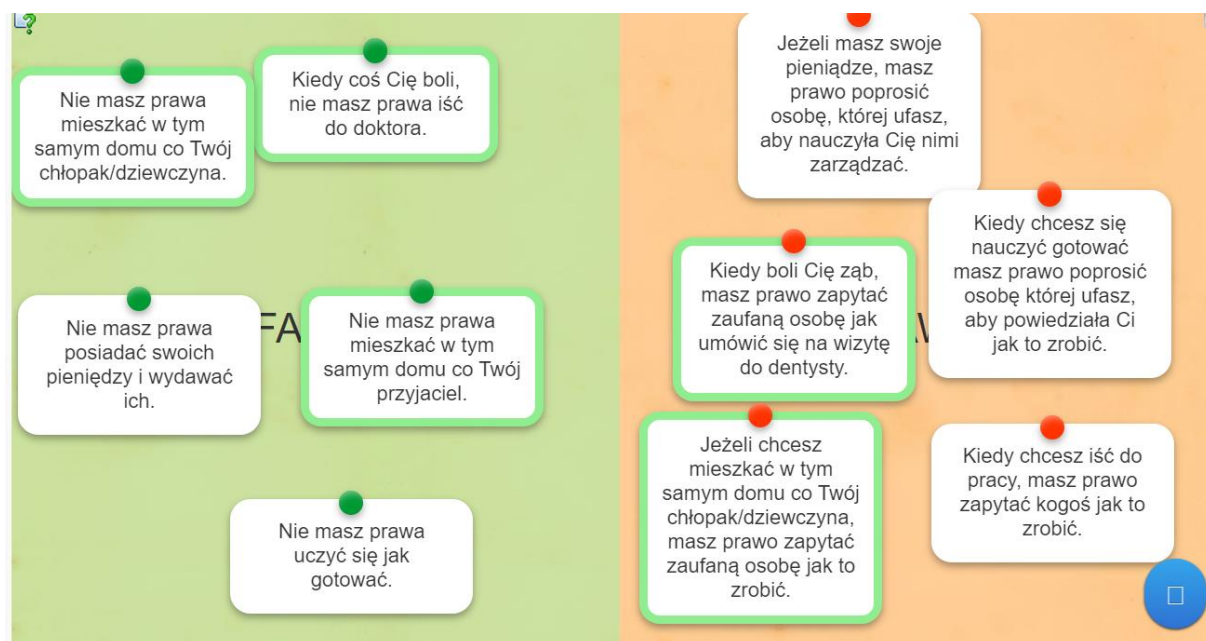 Nie masz prawa
mieszkać w tym
samym domu co Twój
chłopak/dziewczyna.
Kiedy coś Cię boli,
nie masz prawa iść
do doktora.
Nie masz prawa
posiadać swoich
pieniędzy i wydawać
ich.
FA
Nie masz prawa
mieszkać w tym
samym domu co Twój
przyjaciel.
Nie masz prawa
uczyć się jak
gotować.
Jeżeli masz swoje
pieniądze, masz
prawo poprosić
osobę, której ufasz,
aby nauczyła Cię nimi
zarządzać.
Kiedy chcesz się
nauczyć gotować
masz prawo poprosić
osobę której ufasz,
aby powiedziała Ci
jak to zrobić.
Kiedy boli Cię ząb,
masz prawo zapytać
zaufaną osobę jak
umówić się na wizytę
do dentysty.
Jeżeli chcesz
mieszkać w tym
samym domu co Twój
chłopak/dziewczyna,
masz prawo zapytać
zaufaną osobę jak to
zrobić.
Kiedy chcesz iść do
pracy, masz prawo
zapytać kogoś jak to
zrobić.